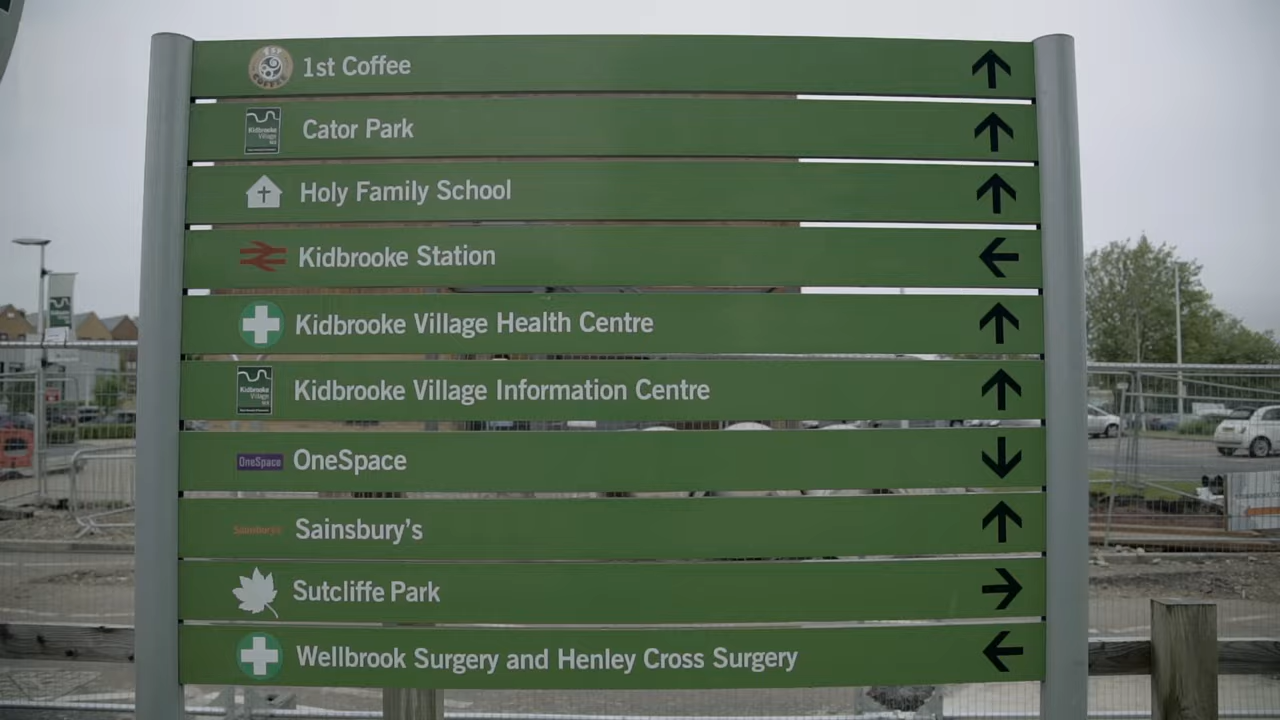 1st Coffee
Cator Park
Holy Family School
Kidbrooke Station
Kidbrooke Village Health Centre
Kidbrooke Village Information Centre
OneSpace OneSpace
Sainsbury's Sainsbury's
Sutcliffe Park
Wellbrook Surgery and Henley Cross Surgery